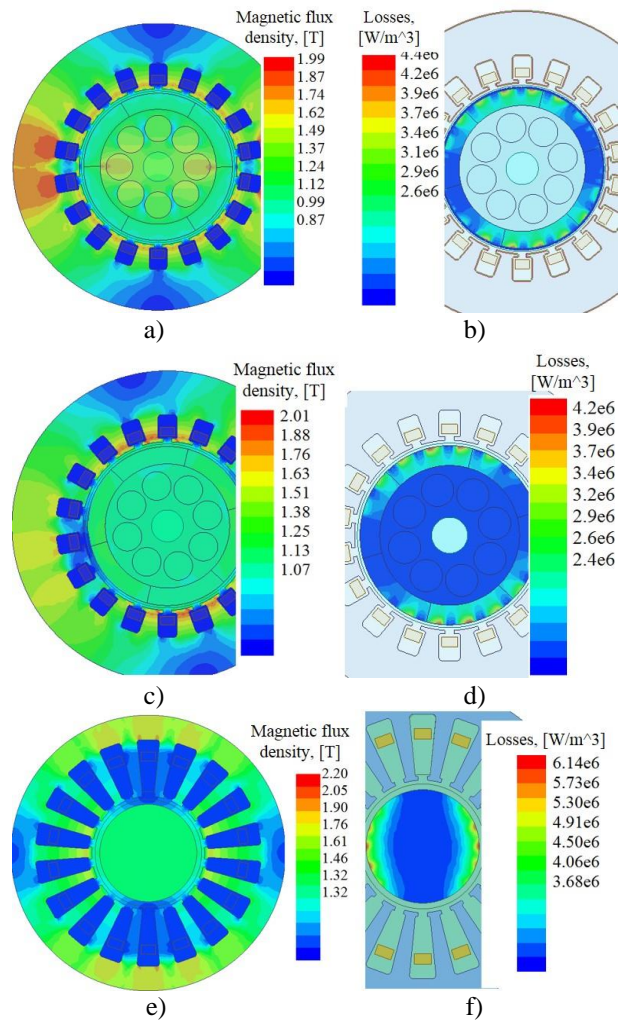 Magnetic flux
density, [T]
1.99
1.87
1.74
1.62
1.49
1.37
1.24
1.12
0.99
0.87
Losses,
[W/m^3]
4.4e6
4.2e6
3.9e6
3.7e6
3.4e6
3.1e6
2.9e6
2.6e6
a)
b)
Magnetic flux
density, [T]
2.01
1.88
1.76
1.63
1.51
1.38
1.25
1.13
1.07
Losses,
[W/m^3]
4.2e6
3.9e6
3.7e6
3.4e6
3.2e6
2.9e6
2.6e6
2.4e6
c)
d)
Magnetic flux
density, [T]
2.20
2.05
1.90
1.76
1.61
1.46
1.32
1.32
Losses, [W/m^3]
6.14e6
5.73e6
5.30e6
4.91e6
4.50e6
4.06e6
3.68e6
e)
f)